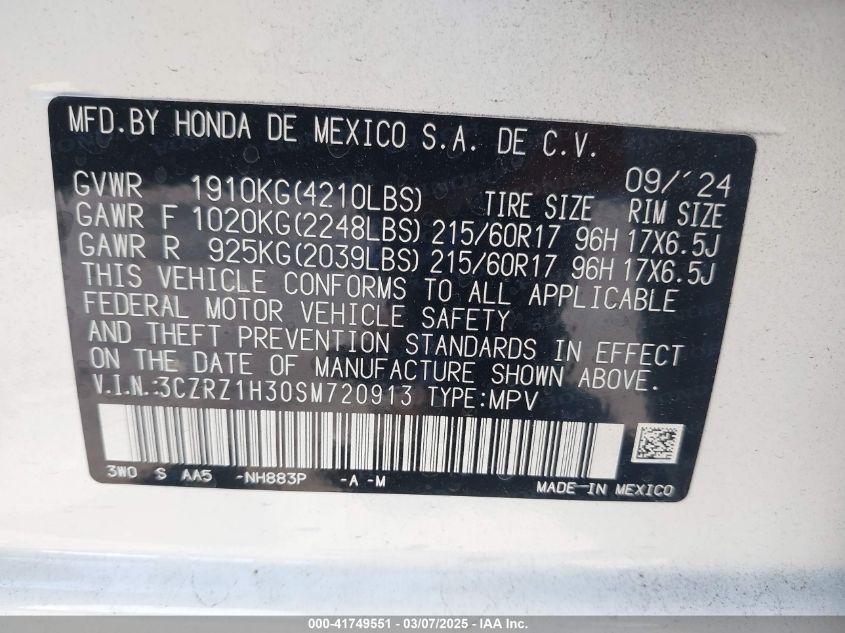 MFD.BY HONDA DE MEXICO S.A. DE C.V.
09/'24
GVWR 1910KG(4210LBS) TIRE SIZE RIM SIZE
GAWR F 1020KG(2248LBS) 215/60R17 96H 17X6.5J
GAWR R 925KG(2039LBS) 215/60R17 96H 17X6.5J
THIS VEHICLE CONFORMS TO ALL APPLICABLE
FEDERAL MOTOR VEHICLE SAFETY
AND THEFT PREVENTION STANDARDS IN EFFECT
ON THE DATE OF MANUFACTURE SHOWN ABOVE.
V.I.N.:3CZRZ1H30SM720913 TYPE:MPV
3W0 S AA5 -NH883P -A -M
MADE IN MEXICO
000-41749551 - 03/07/2025 - IAA Inc.